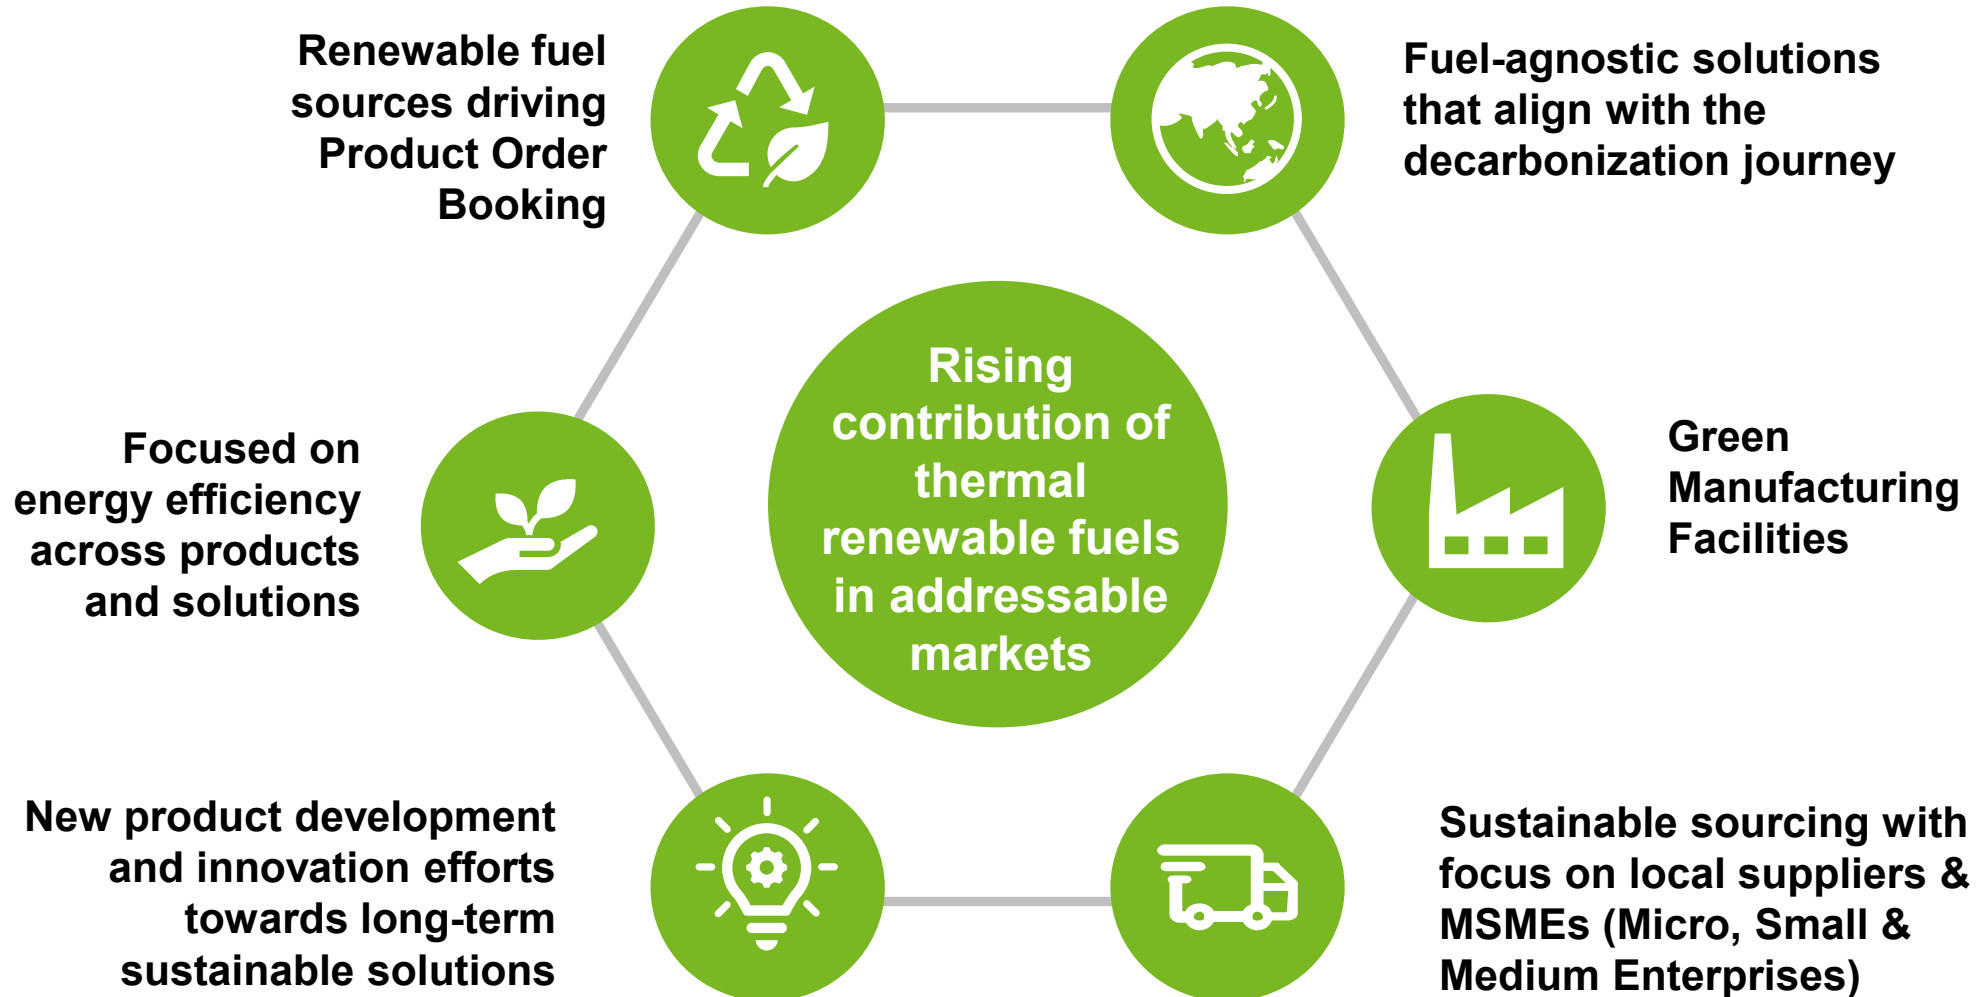 Renewable fuel
sources driving
Product Order
Booking
Fuel-agnostic solutions
that align with the
decarbonization journey
Rising
contribution of
thermal
renewable fuels
in addressable
markets
Focused on
energy efficiency
across products
and solutions
Green
Manufacturing
Facilities
New product development
and innovation efforts
towards long-term
sustainable solutions
Sustainable sourcing with
focus on local suppliers &
MSMEs (Micro, Small &
Medium Enterprises)